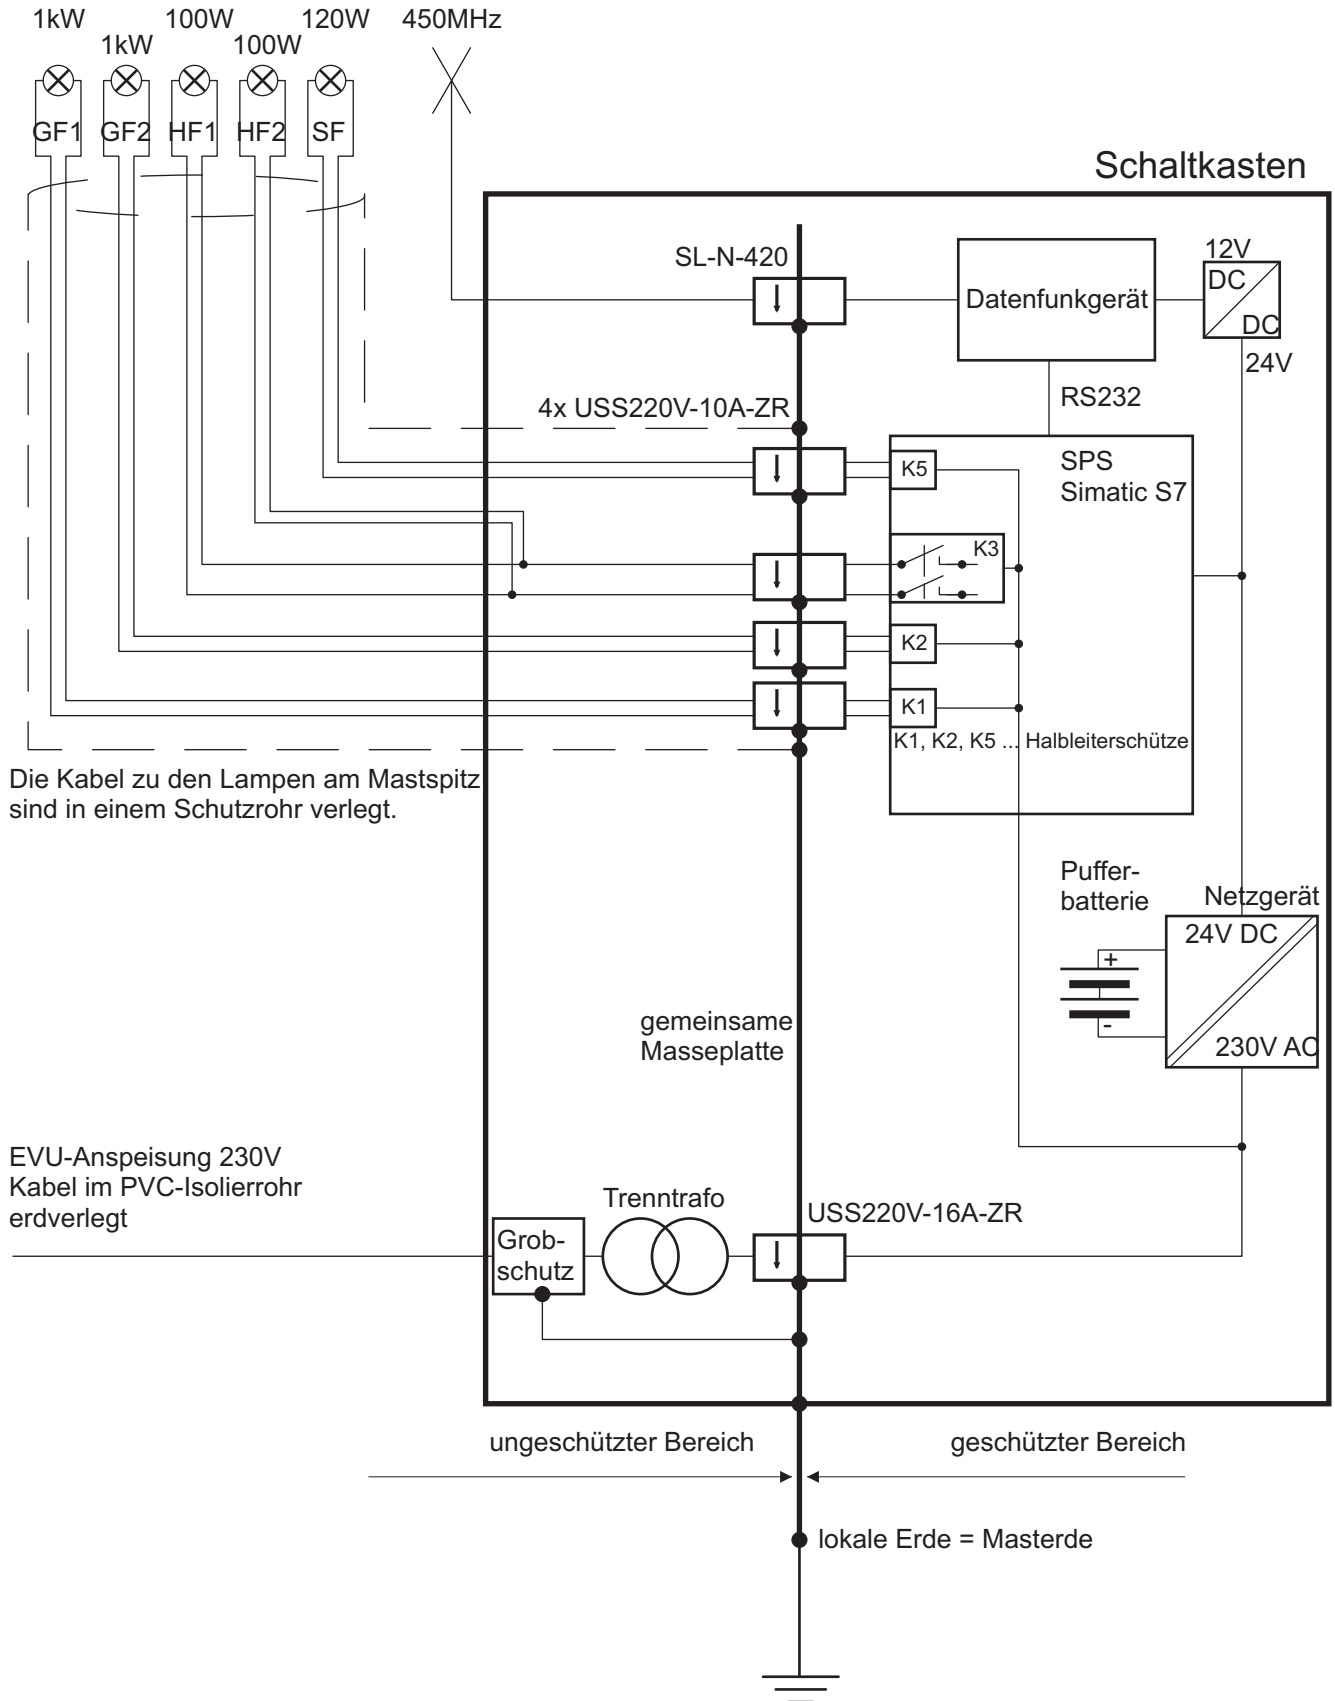 1kW
1kW
100W
100W
120W
450MHz
GF1
GF2
HF1
HF2
SF
Schaltkasten
SL-N-420
Datenfunkgerät
12V
DC
DC
24V
RS232
4x USS220V-10A-ZR
K5
SPS
Simatic S7
K3
K2
K1
K1, K2, K5 ... Halbleiterschütze
Die Kabel zu den Lampen am Mastspitz
sind in einem Schutzrohr verlegt.
Puffer-
batterie
Netzgerät
24V DC
+
-
230V AC
gemeinsame
Masseplatte
EVU-Anspeisung 230V
Kabel im PVC-Isolierrohr
erdverlegt
Trenntrafo
USS220V-16A-ZR
Grob-
schutz
ungeschützter Bereich
geschützter Bereich
lokale Erde = Masterde